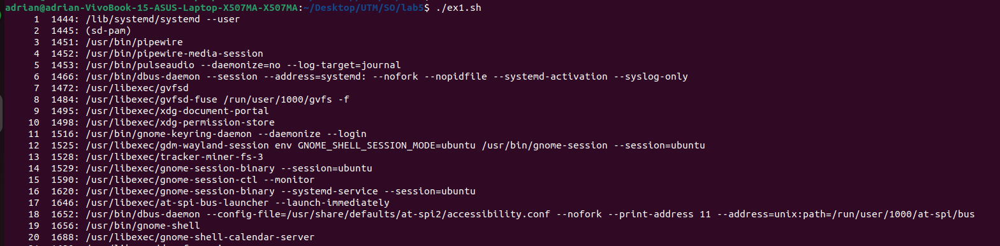 adrian@adrian-VivoBook-15-ASUS-Laptop-X507MA-X507MA:~/Desktop/UTM/SO/lab5$ ./ex1.sh
1 1444: /lib/systemd/systemd --user
2 1445: (sd-pam)
3 1451: /usr/bin/pipewire
4 1452: /usr/bin/pipewire-media-session
5 1453: /usr/bin/pulseaudio --daemonize=no --log-target=journal
6 1466: /usr/bin/dbus-daemon --session --address=systemd: --nofork --nopidfile --systemd-activation --syslog-only
7 1472: /usr/libexec/gvfsd
8 1484: /usr/libexec/gvfsd-fuse /run/user/1000/gvfs -f
9 1495: /usr/libexec/xdg-document-portal
10 1498: /usr/libexec/xdg-permission-store
11 1516: /usr/bin/gnome-keyring-daemon --daemonize --login
12 1525: /usr/libexec/gdm-wayland-session env GNOME_SHELL_SESSION_MODE=ubuntu /usr/bin/gnome-session --session=ubuntu
13 1528: /usr/libexec/tracker-miner-fs-3
14 1529: /usr/libexec/gnome-session-binary --session=ubuntu
15 1590: /usr/libexec/gnome-session-ctl --monitor
16 1620: /usr/libexec/gnome-session-binary --systemd-service --session=ubuntu
17 1646: /usr/libexec/at-spi-bus-launcher --launch-immediately
18 1652: /usr/bin/dbus-daemon --config-file=/usr/share/defaults/at-spi2/accessibility.conf --nofork --print-address 11 --address=unix:path=/run/user/1000/at-spi/bus
19 1656: /usr/bin/gnome-shell
20 1688: /usr/libexec/gnome-shell-calendar-server